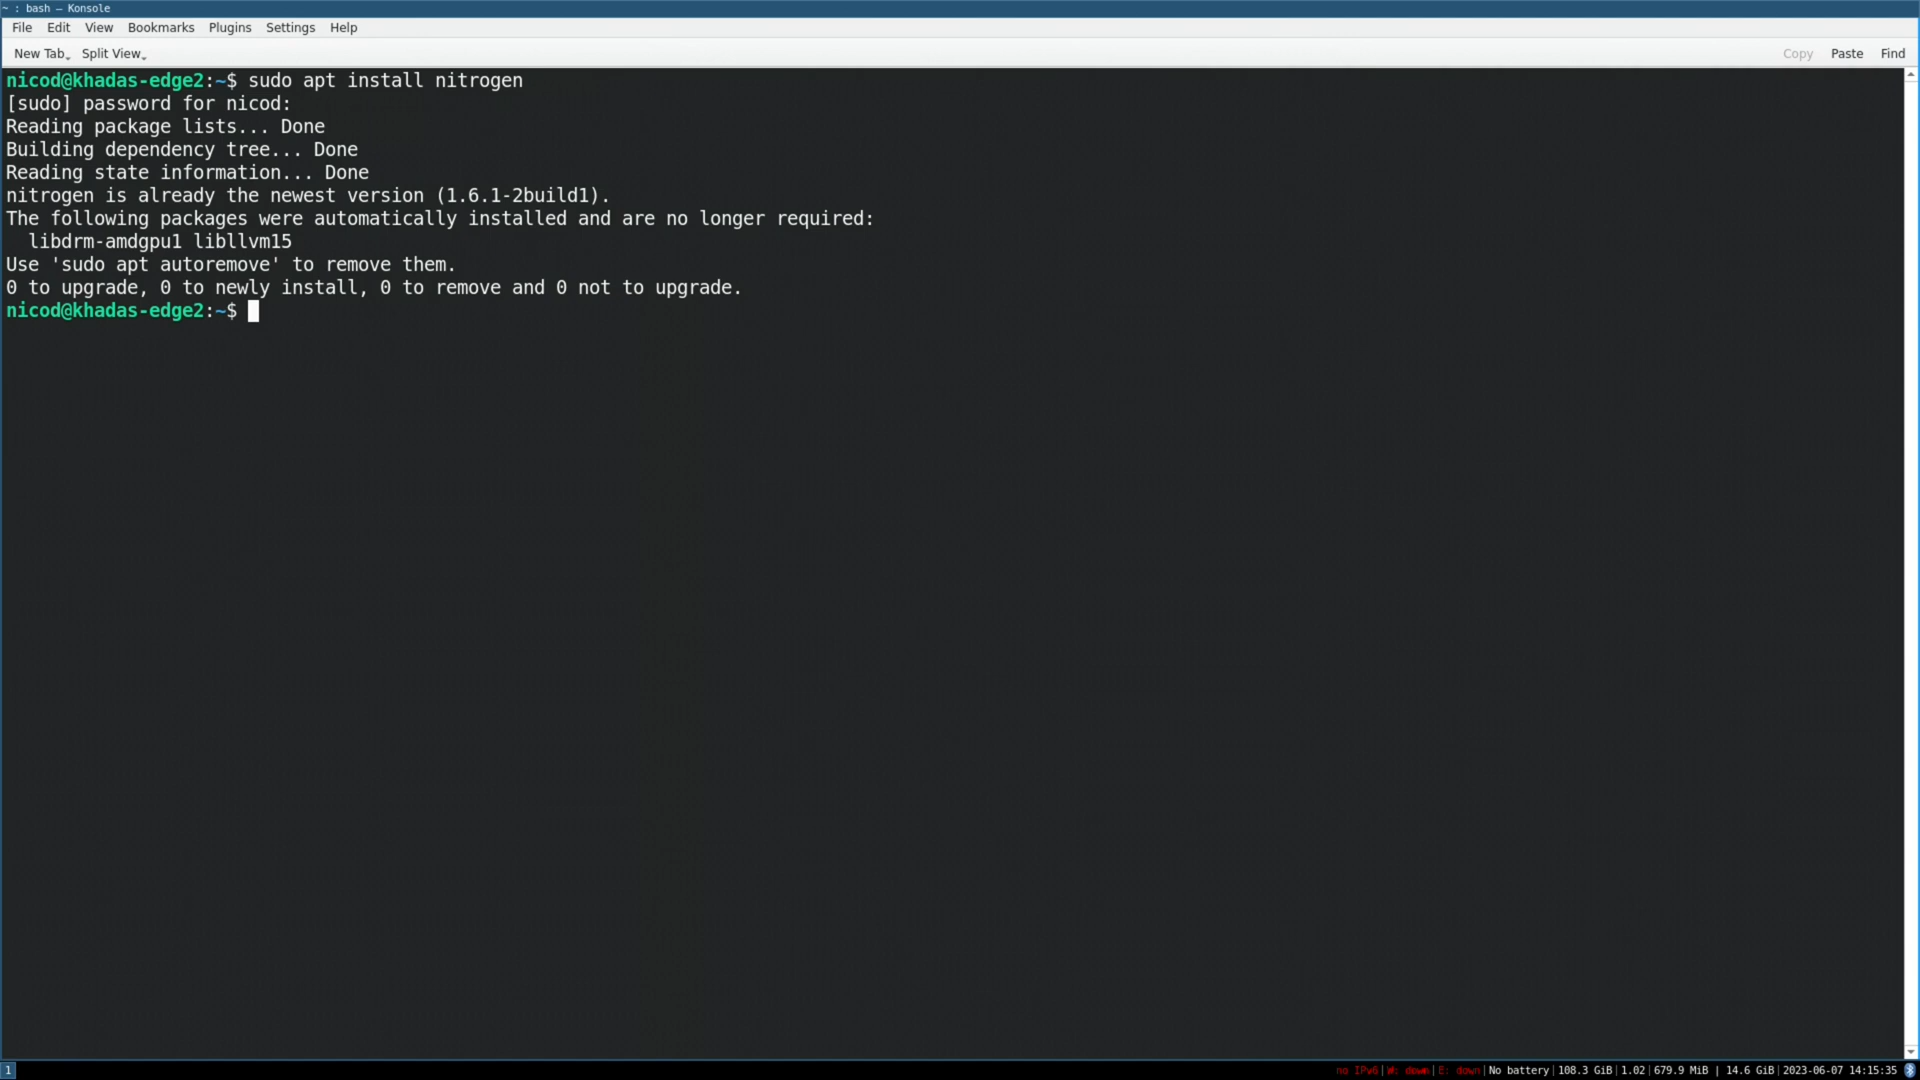 ~ : bash — Konsole
File Edit View Bookmarks Plugins Settings Help
New Tab Split View Copy Paste Find
nicod@khadas-edge2:~$ sudo apt install nitrogen
[sudo] password for nicod:
Reading package lists... Done
Building dependency tree... Done
Reading state information... Done
nitrogen is already the newest version (1.6.1-2build1).
The following packages were automatically installed and are no longer required:
  libdrm-amdgpu1 libllvm15
Use 'sudo apt autoremove' to remove them.
0 to upgrade, 0 to newly install, 0 to remove and 0 not to upgrade.
nicod@khadas-edge2:~$
1 no IPv6|W: down|E: down|No battery|108.3 GiB|1.02|679.9 MiB | 14.6 GiB|2023-06-07 14:15:35